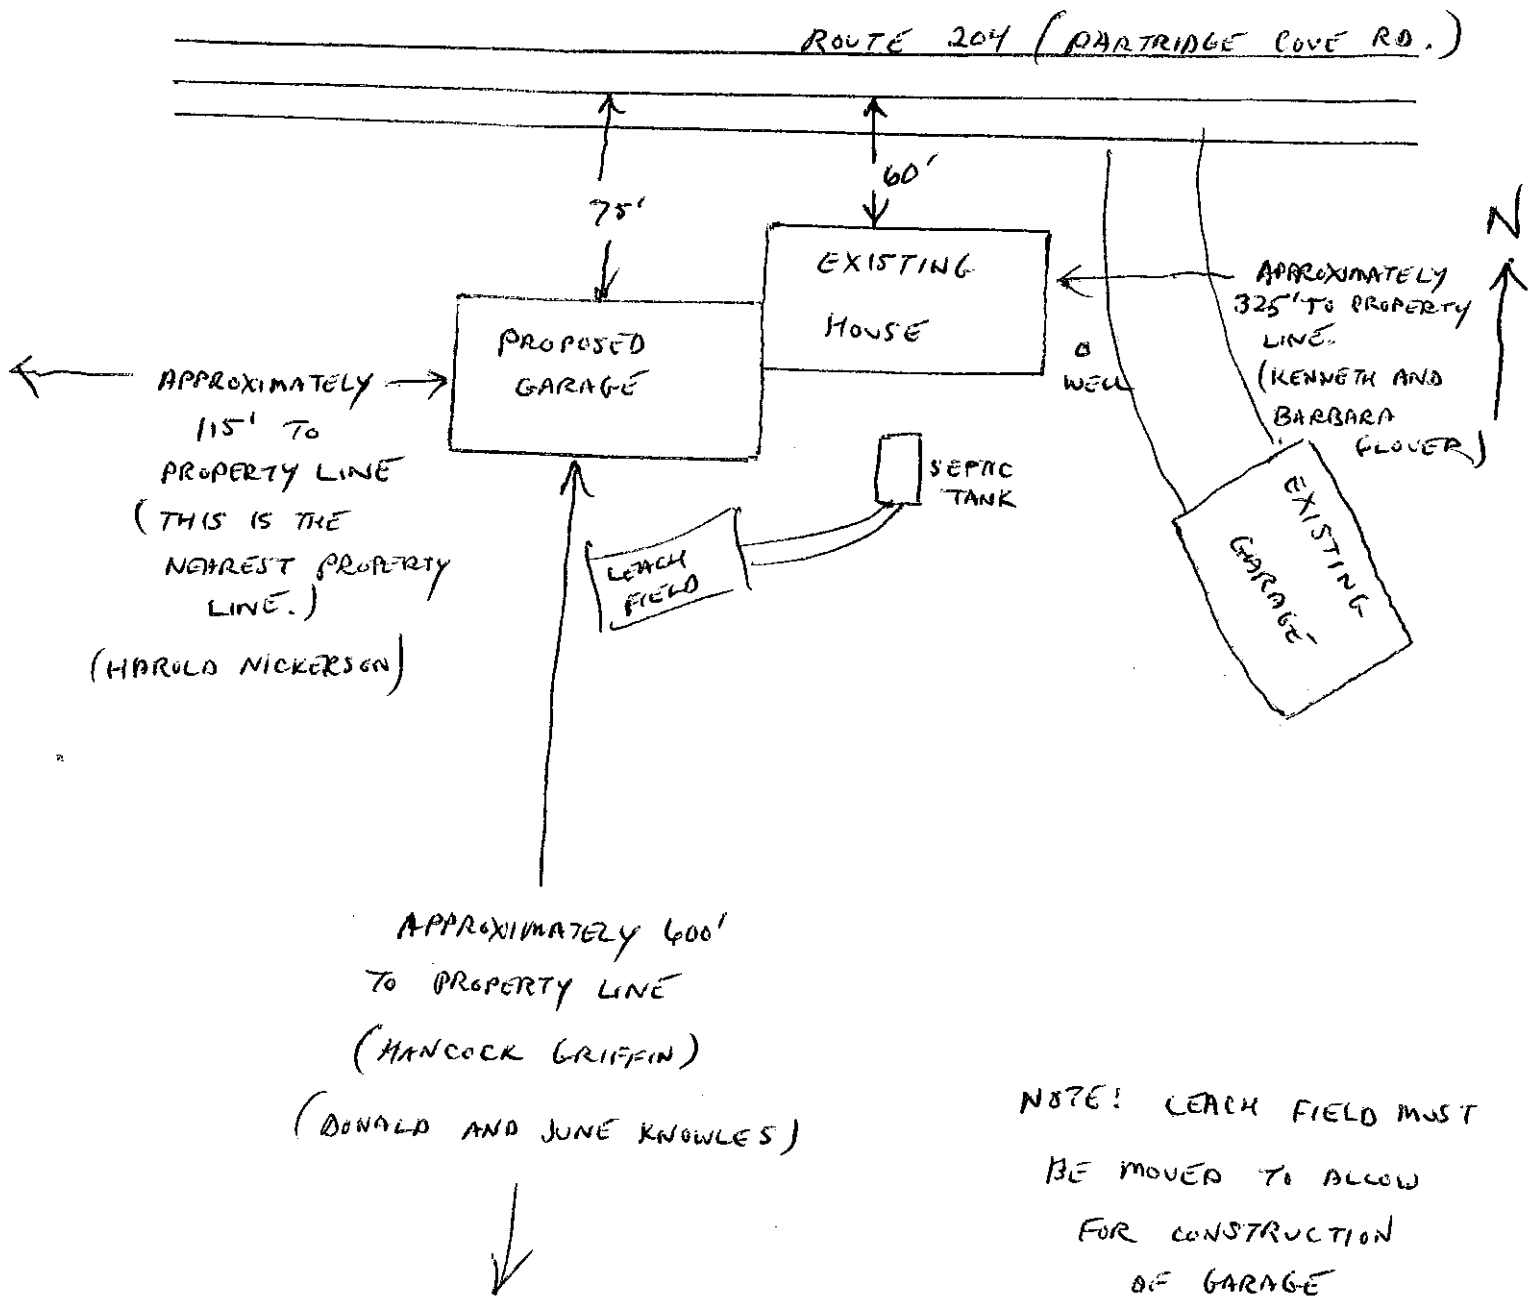 ROUTE 204 (PARTRIDGE COVE RD.)
75'
60'
N
EXISTING
HOUSE
APPROXIMATELY
325' TO PROPERTY
LINE.
(KENNETH AND
BARBARA
GLOVER)
PROPOSED
GARAGE
WELL
APPROXIMATELY
115' TO
PROPERTY LINE
(THIS IS THE
NEAREST PROPERTY
LINE.)
(HAROLD NICKERSON)
SEPTIC
TANK
LEACH
FIELD
EXISTING
GARAGE
APPROXIMATELY 600'
TO PROPERTY LINE
(HANCOCK GRIFFIN)
(DONALD AND JUNE KNOWLES)
NOTE! LEACH FIELD MUST
BE MOVED TO ALLOW
FOR CONSTRUCTION
OF GARAGE